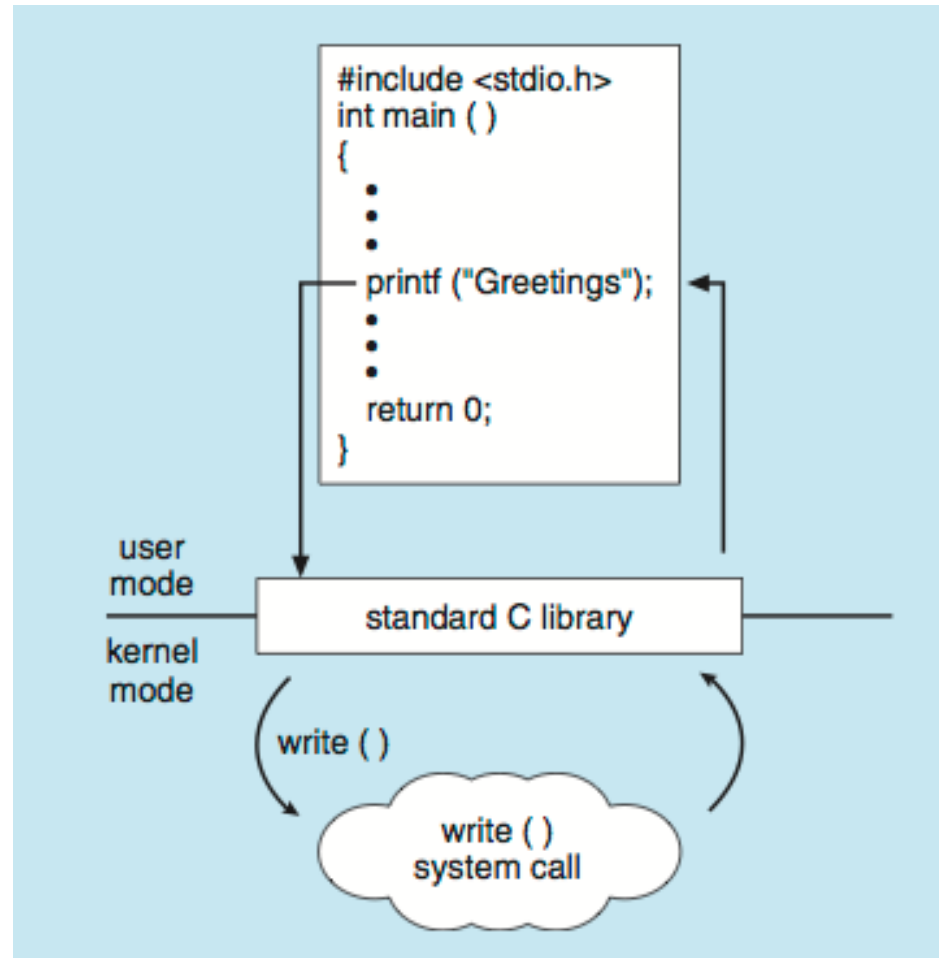 #include <stdio.h>
int main ( )
{
•
•
•
printf ("Greetings");
•
•
•
return 0;
}
user
mode
standard C library
kernel
mode
write ( )
write ( )
system call